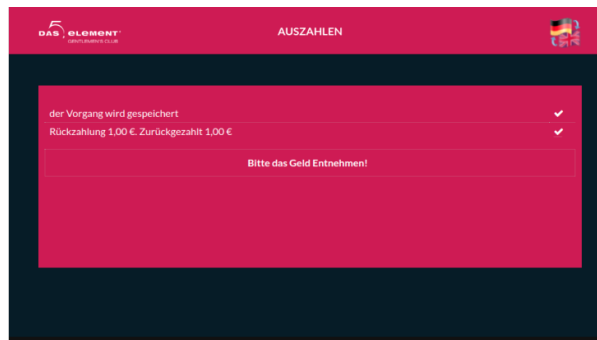 DAS 5 ELEMENT
GENTLEMEN'S CLUB
AUSZAHLEN
der Vorgang wird gespeichert
Rückzahlung 1,00 €. Zurückgezahlt 1,00 €
Bitte das Geld Entnehmen!